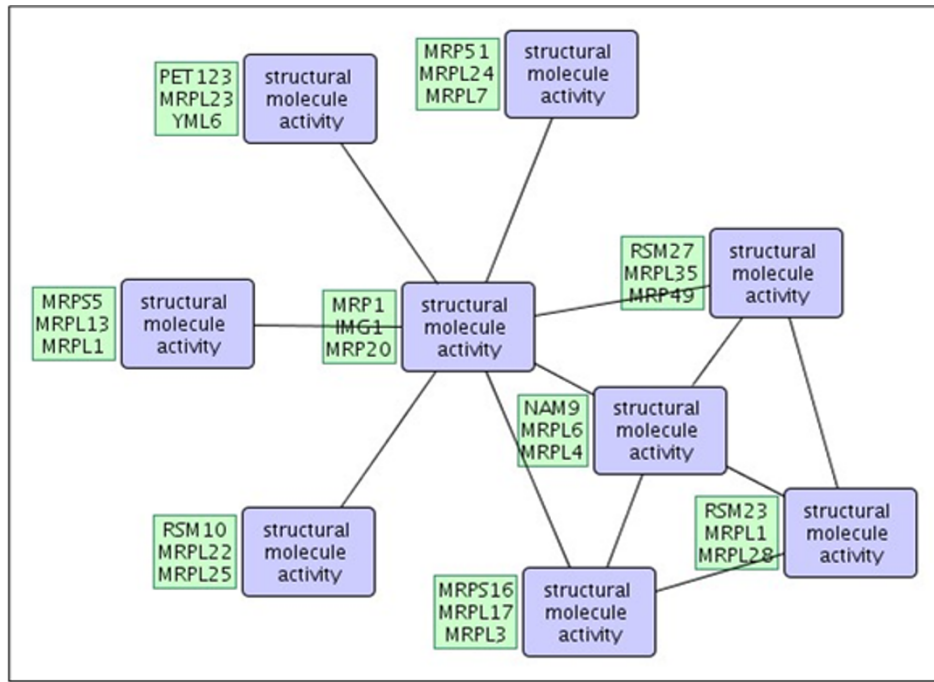 MRP51
MRPL24
MRPL7
structural
molecule
activity
PET123
MRPL23
YML6
structural
molecule
activity
RSM27
MRPL35
MRP49
structural
molecule
activity
MRPS5
MRPL13
MRPL1
structural
molecule
activity
MRP1
IMG1
MRP20
structural
molecule
activity
NAM9
MRPL6
MRPL4
structural
molecule
activity
RSM23
MRPL1
MRPL28
structural
molecule
activity
RSM10
MRPL22
MRPL25
structural
molecule
activity
MRPS16
MRPL17
MRPL3
structural
molecule
activity